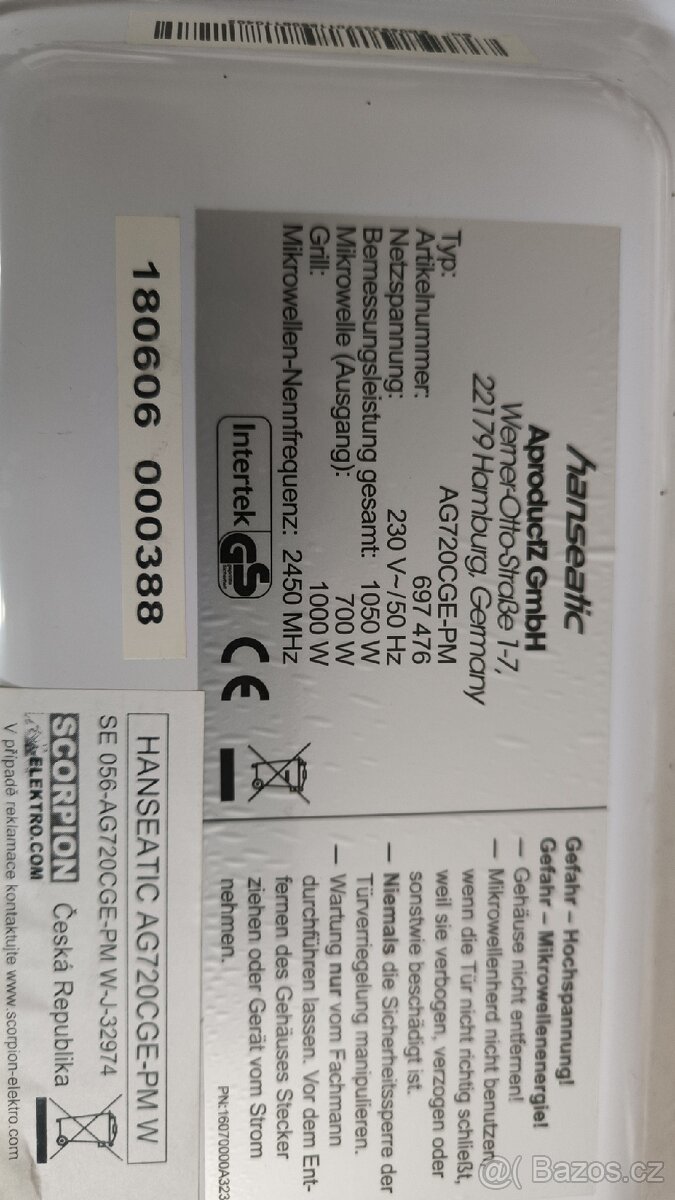 hanseatic
AproductZ GmbH
Werner-Otto-Straße 1-7,
22179 Hamburg, Germany
Typ: AG720CGE-PM
Artikelnummer: 697 476
Netzspannung: 230 V~/50 Hz
Bemessungsleistung gesamt: 1050 W
Mikrowelle (Ausgang): 700 W
Grill: 1000 W
Mikrowellen-Nennfrequenz: 2450 MHz
Intertek GS CE
Gefahr – Hochspannung!
Gefahr – Mikrowellenenergie!
— Gehäuse nicht entfernen!
— Mikrowellenherd nicht benutzen,
wenn die Tür nicht richtig schließt,
weil sie verbogen, verzogen oder
sonstwie beschädigt ist.
— Niemals die Sicherheitssperre der
Türverriegelung manipulieren.
— Wartung nur vom Fachmann
durchführen lassen. Vor dem Ent-
fernen des Gehäuses Stecker
ziehen oder Gerät vom Strom
nehmen.
PN:16070000A323
180606 000388
HANSEATIC AG720CGE-PM W
SE 056-AG720CGE-PM W-J-32974
SCORPION Česká Republika
ELEKTRO.COM
V případě reklamace kontaktujte www.scorpion-elektro.com
Bazos.cz